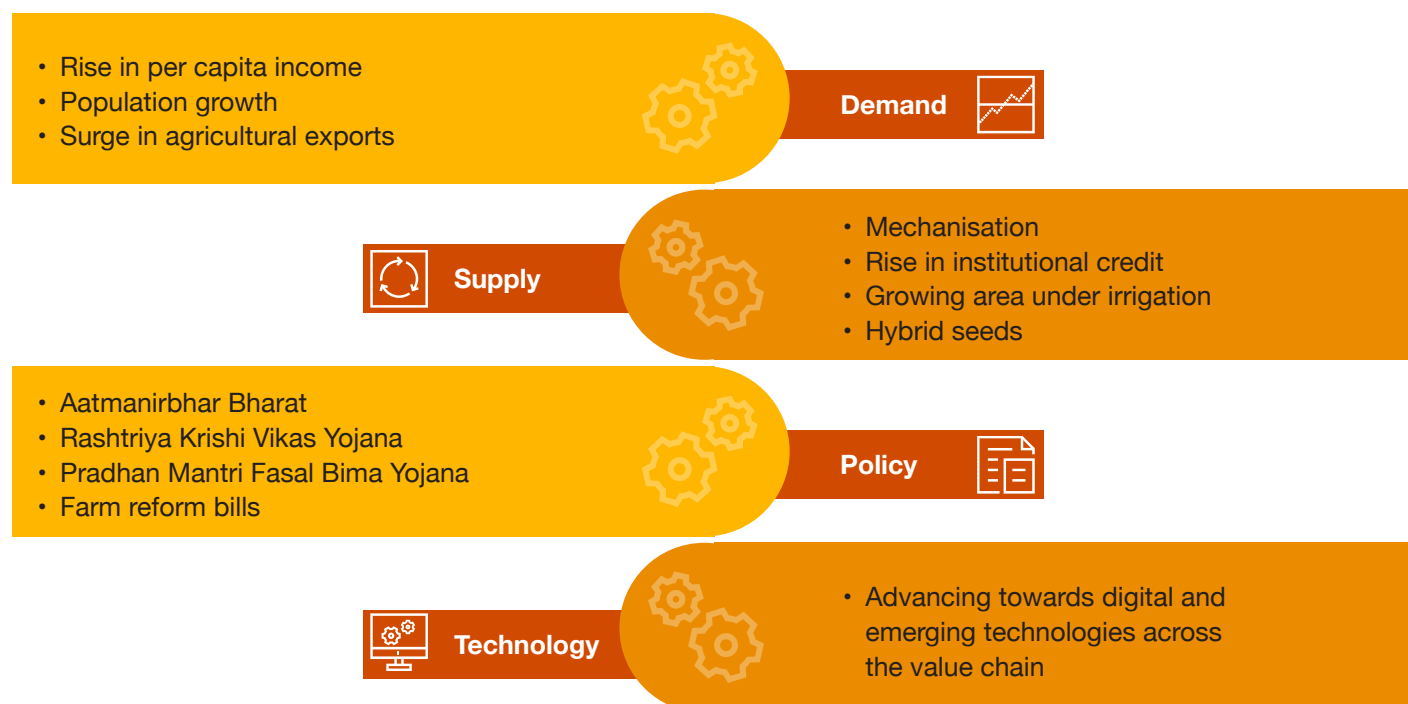 • Rise in per capita income
• Population growth
• Surge in agricultural exports
Demand
Supply
• Mechanisation
• Rise in institutional credit
• Growing area under irrigation
• Hybrid seeds
• Aatmanirbhar Bharat
• Rashtriya Krishi Vikas Yojana
• Pradhan Mantri Fasal Bima Yojana
• Farm reform bills
Policy
Technology
• Advancing towards digital and
emerging technologies across
the value chain